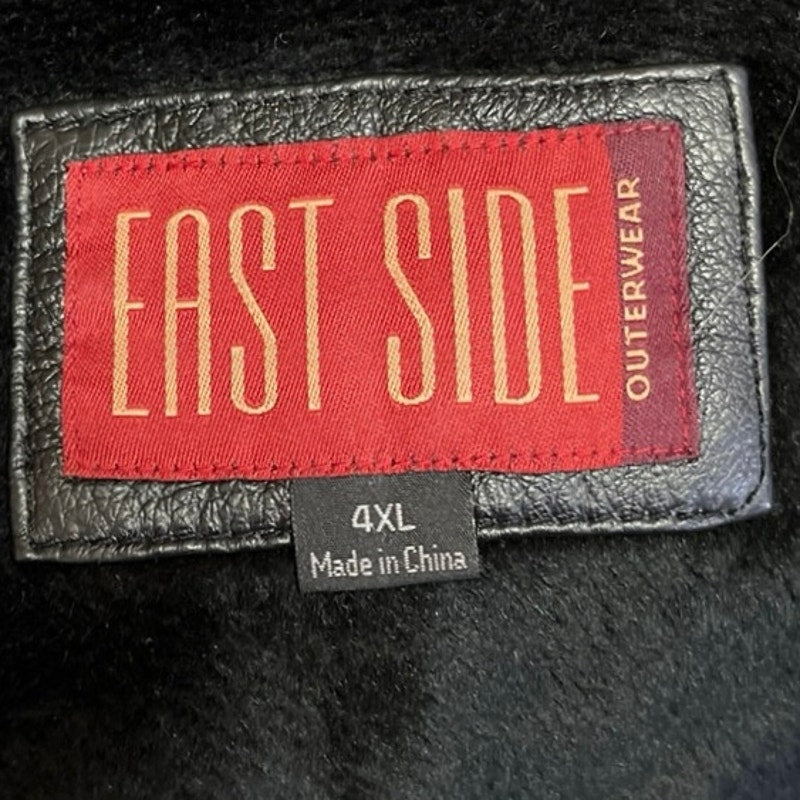 EAST SIDE
OUTERWEAR
4XL
Made in China